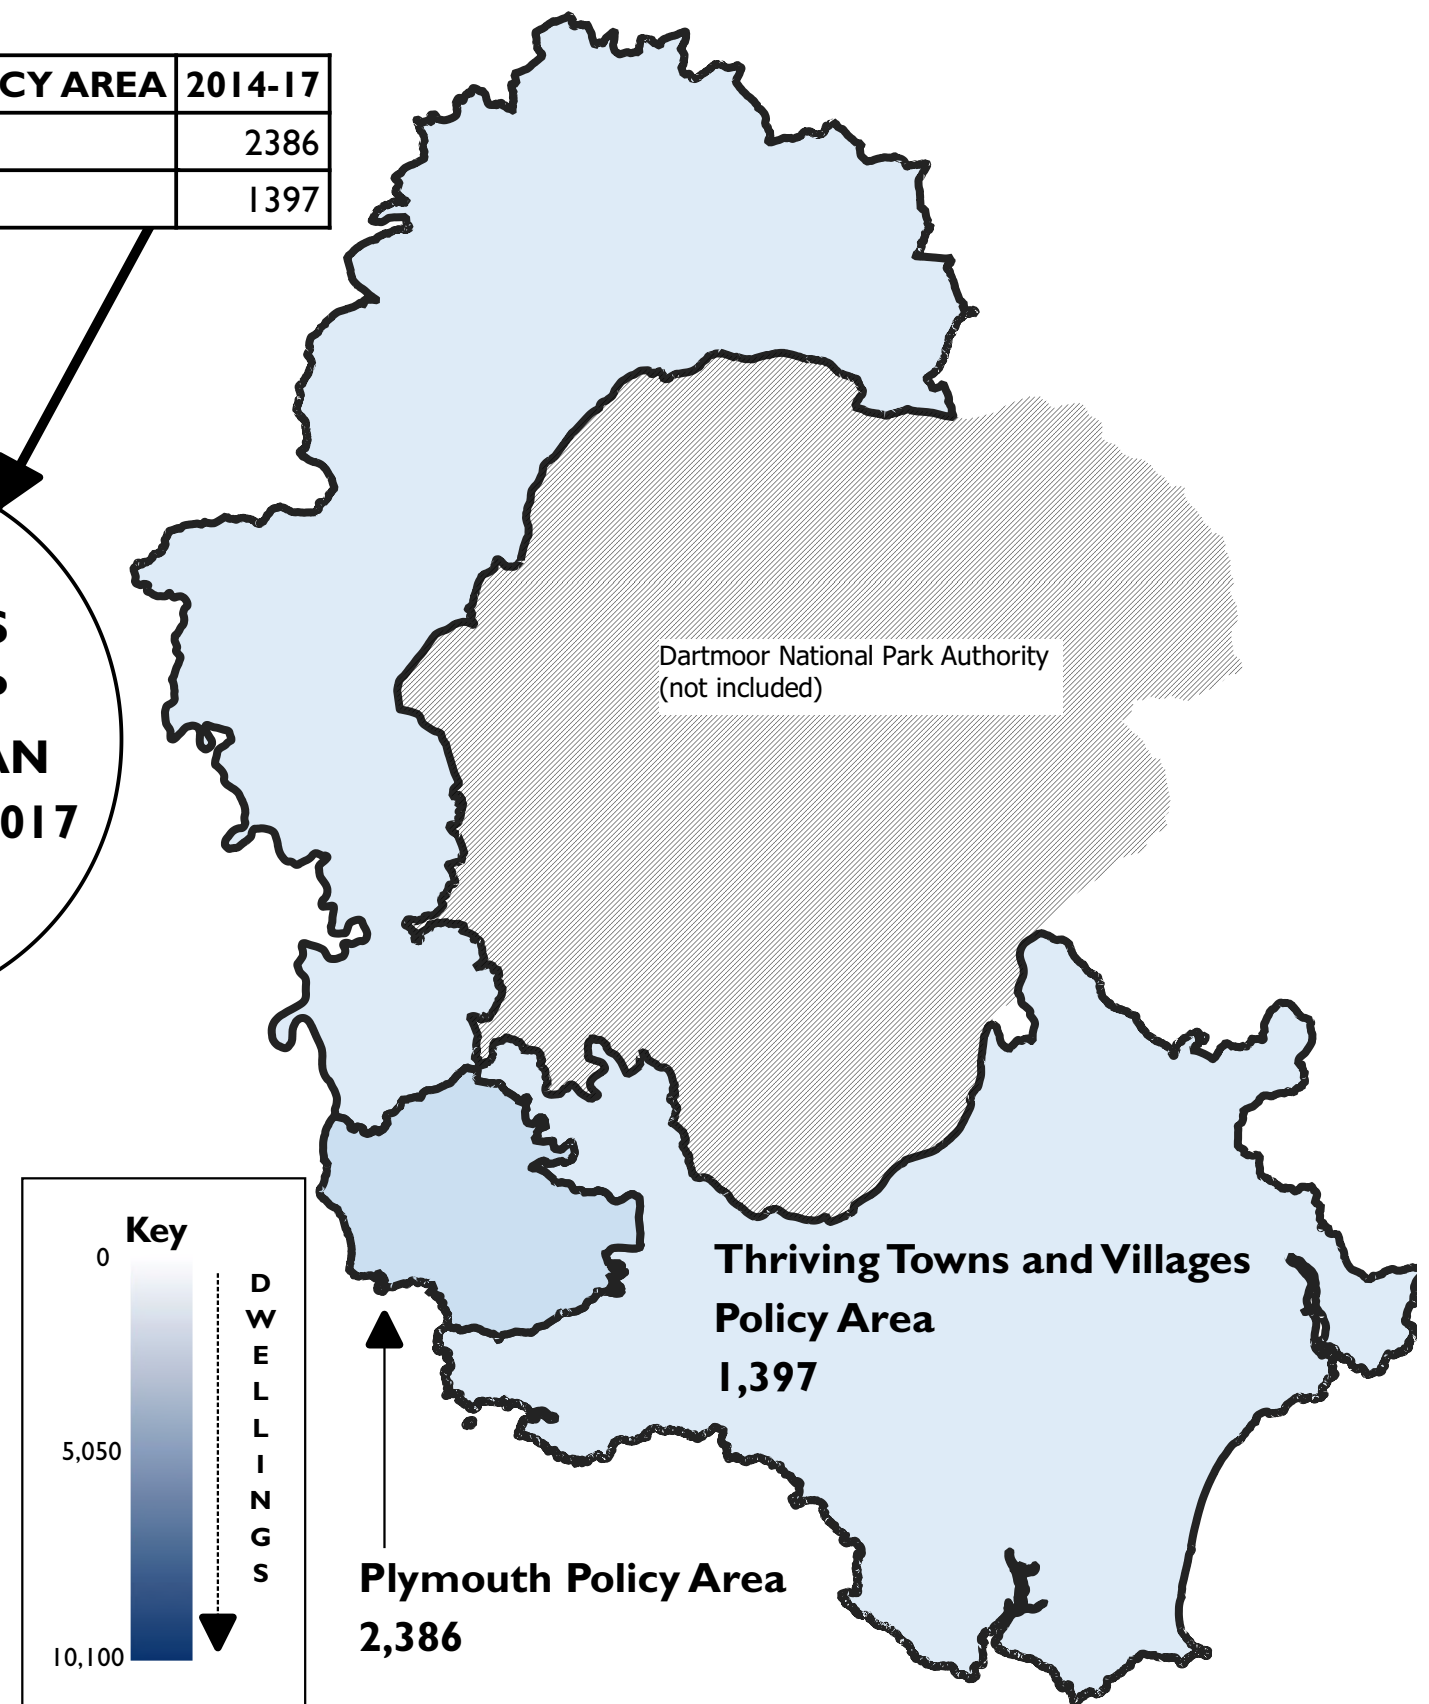 CY AREA 2014-17
2386
1397
AN
017
Dartmoor National Park Authority
(not included)
Thriving Towns and Villages
Policy Area
1,397
Key
0
5,050
10,100
DWELLINGS
Plymouth Policy Area
2,386